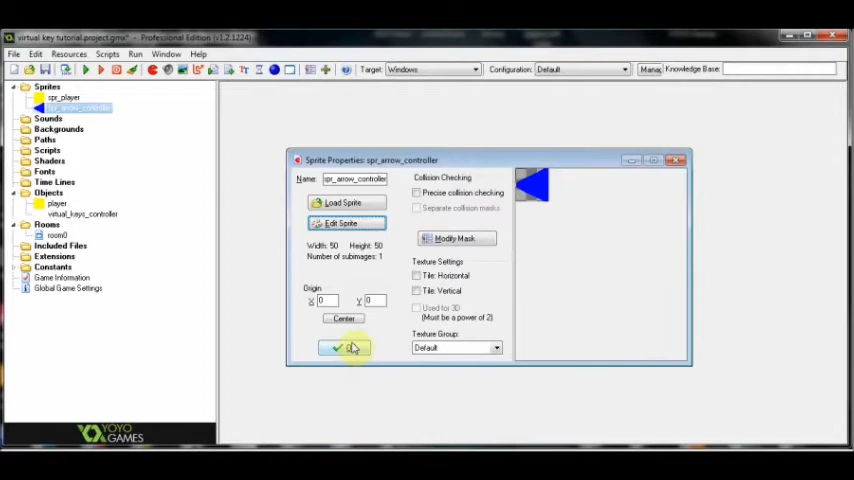 virtual key tutorial.project.gmx* - Professional Edition (v1.2.1224)
File Edit Resources Scripts Run Window Help
Target: Windows Configuration: Default Knowledge Base:
Sprites
spr_player
spr_arrow_controller
Sounds
Backgrounds
Paths
Scripts
Shaders
Fonts
Time Lines
Objects
player
virtual_keys_controller
Rooms
room0
Included Files
Extensions
Constants
Game Information
Global Game Settings
YOYO
GAMES
Sprite Properties: spr_arrow_controller
Name: spr_arrow_controller
Load Sprite
Edit Sprite
Width: 50 Height: 50
Number of subimages: 1
Origin
X 0 Y 0
Center
Collision Checking
Precise collision checking
Separate collision masks
Modify Mask
Texture Settings
Tile: Horizontal
Tile: Vertical
Used for 3D
(Must be a power of 2)
Texture Group:
Default